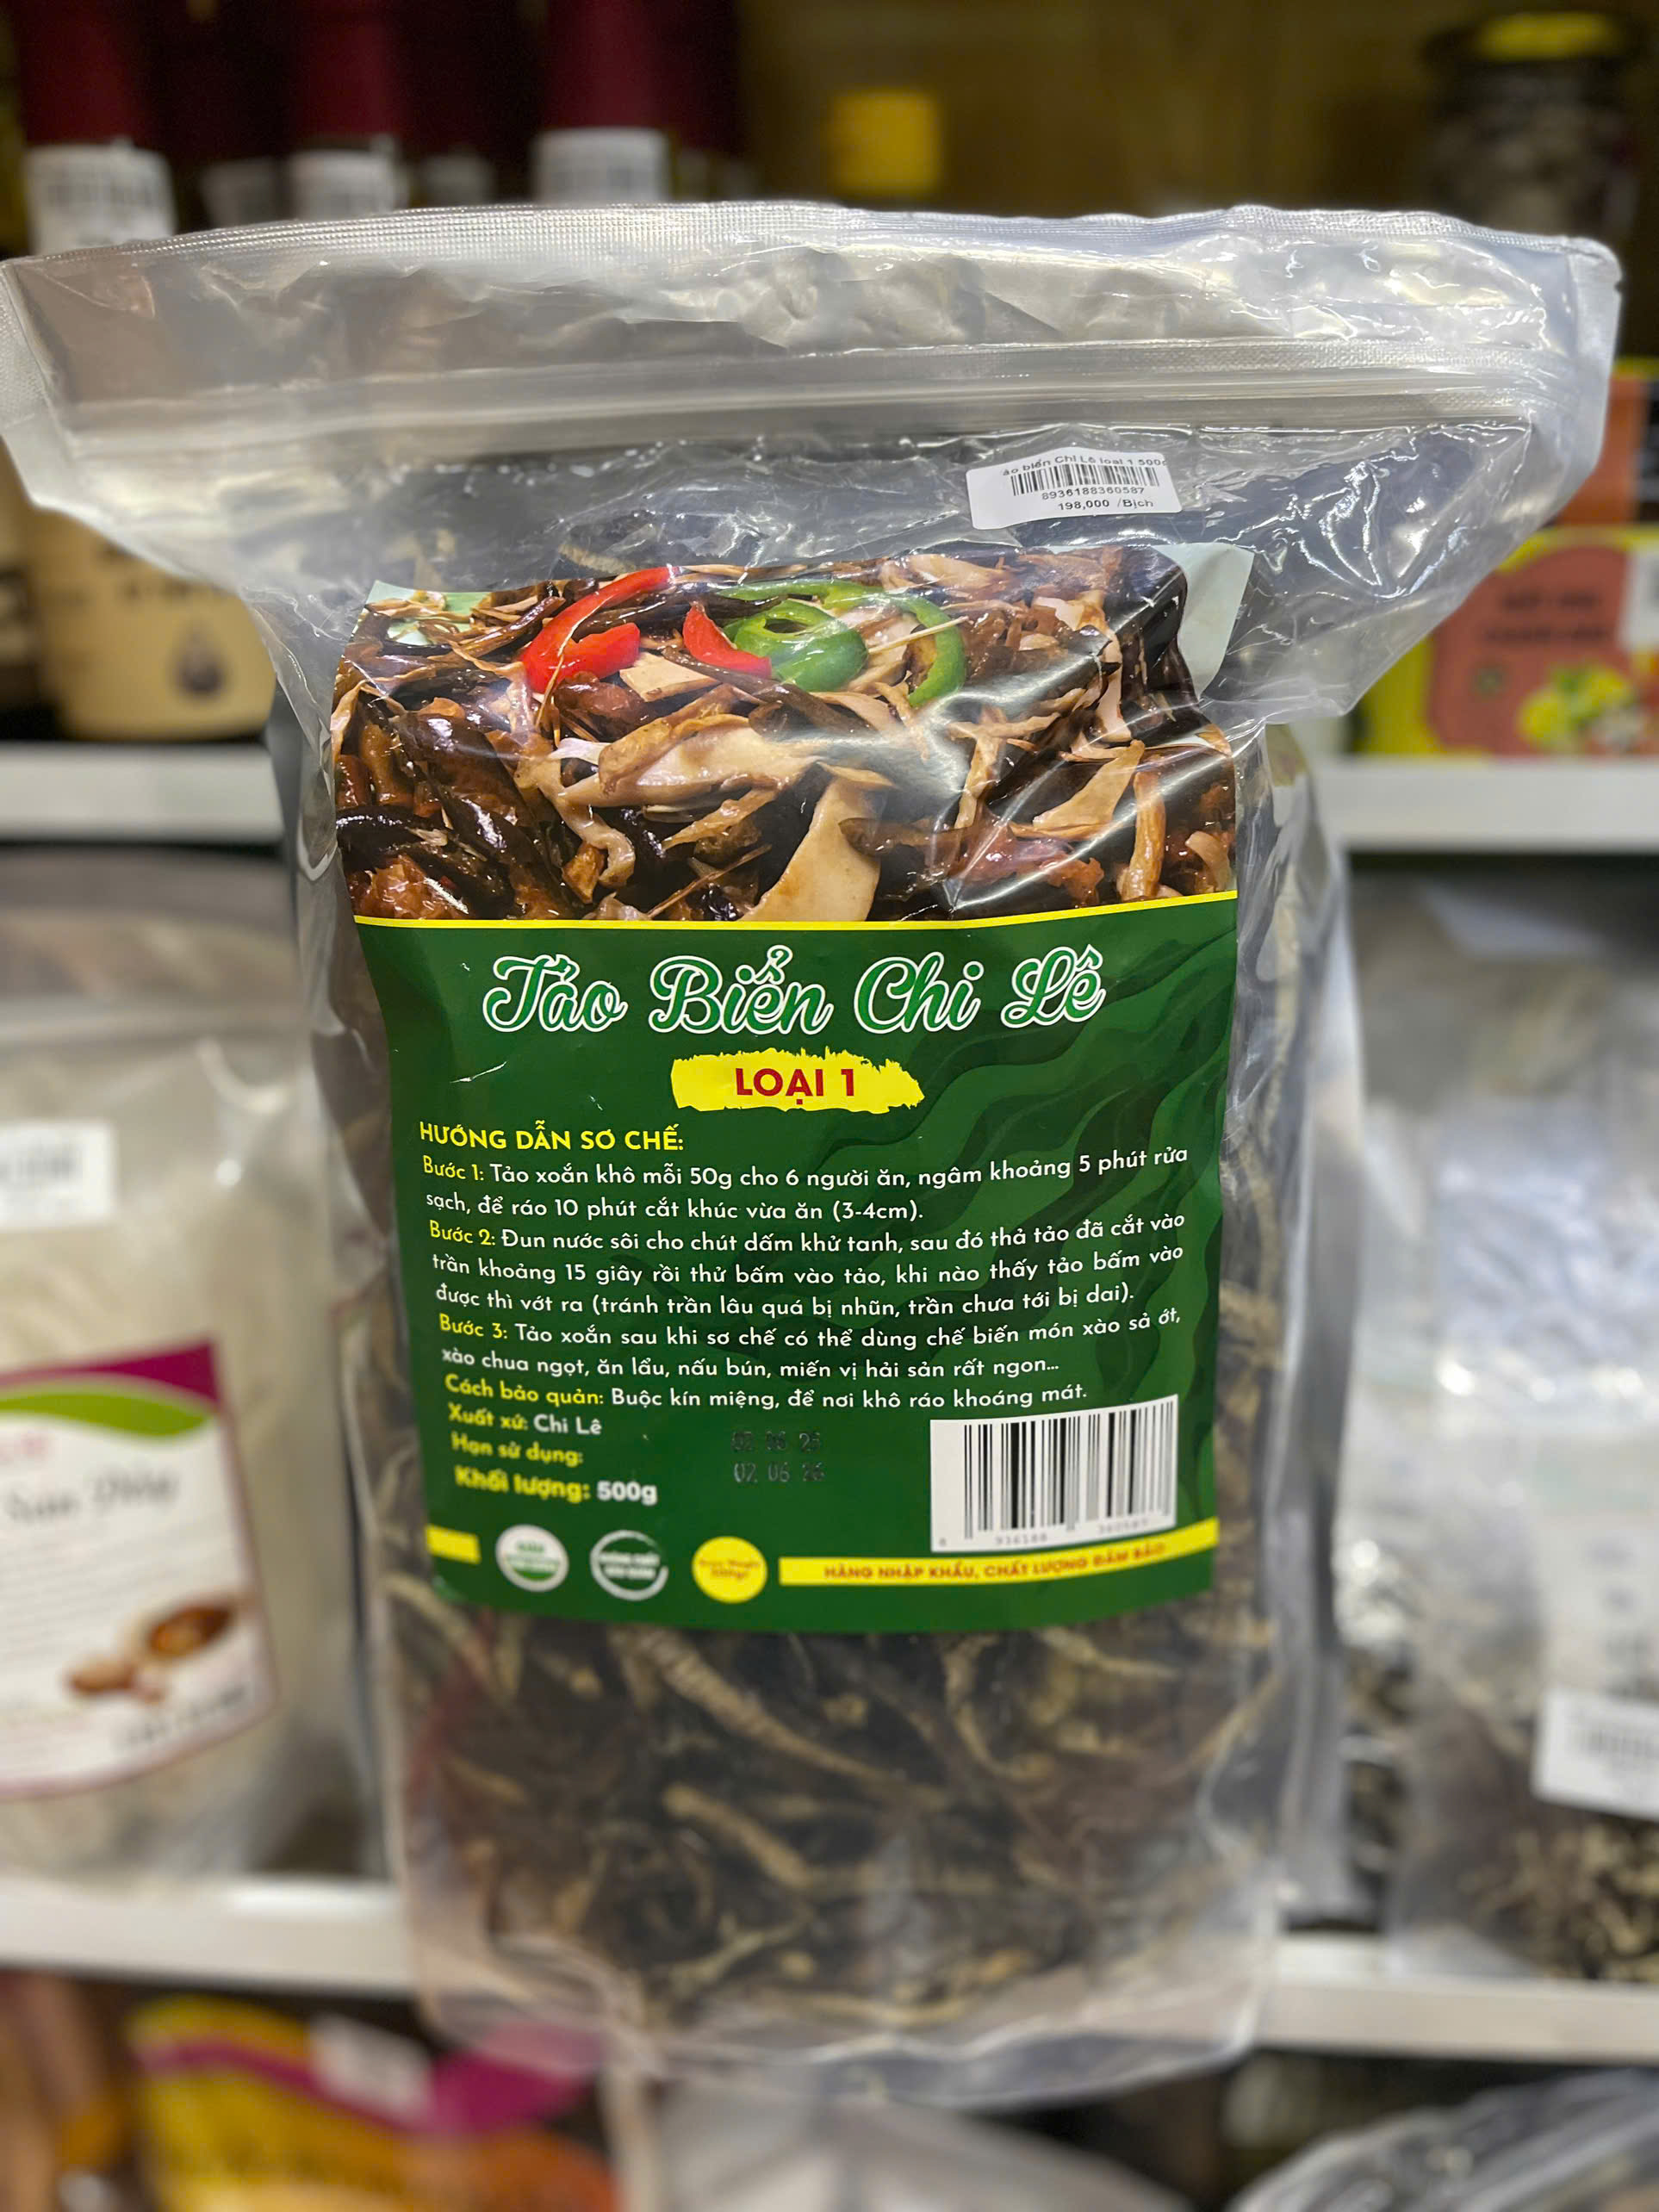 ảo biển Chi Lê loại 1 500g
8936188360587
198,000 /Bịch
Tảo Biển Chi Lê
LOẠI 1
HƯỚNG DẪN SƠ CHẾ:
Bước 1: Tảo xoắn khô mỗi 50g cho 6 người ăn, ngâm khoảng 5 phút rửa
sạch, để ráo 10 phút cắt khúc vừa ăn (3-4cm).
Bước 2: Đun nước sôi cho chút dấm khử tanh, sau đó thả tảo đã cắt vào
trần khoảng 15 giây rồi thử bấm vào tảo, khi nào thấy tảo bấm vào
được thì vớt ra (tránh trần lâu quá bị nhũn, trần chưa tới bị dai).
Bước 3: Tảo xoắn sau khi sơ chế có thể dùng chế biến món xào sả ớt,
xào chua ngọt, ăn lẩu, nấu bún, miến vị hải sản rất ngon...
Cách bảo quản: Buộc kín miệng, để nơi khô ráo khoáng mát.
Xuất xứ: Chi Lê
Hạn sử dụng:
02 06 25
02 06 26
Khối lượng: 500g
8 936188 360587
HÀNG NHẬP KHẨU, CHẤT LƯỢNG ĐẢM BẢO